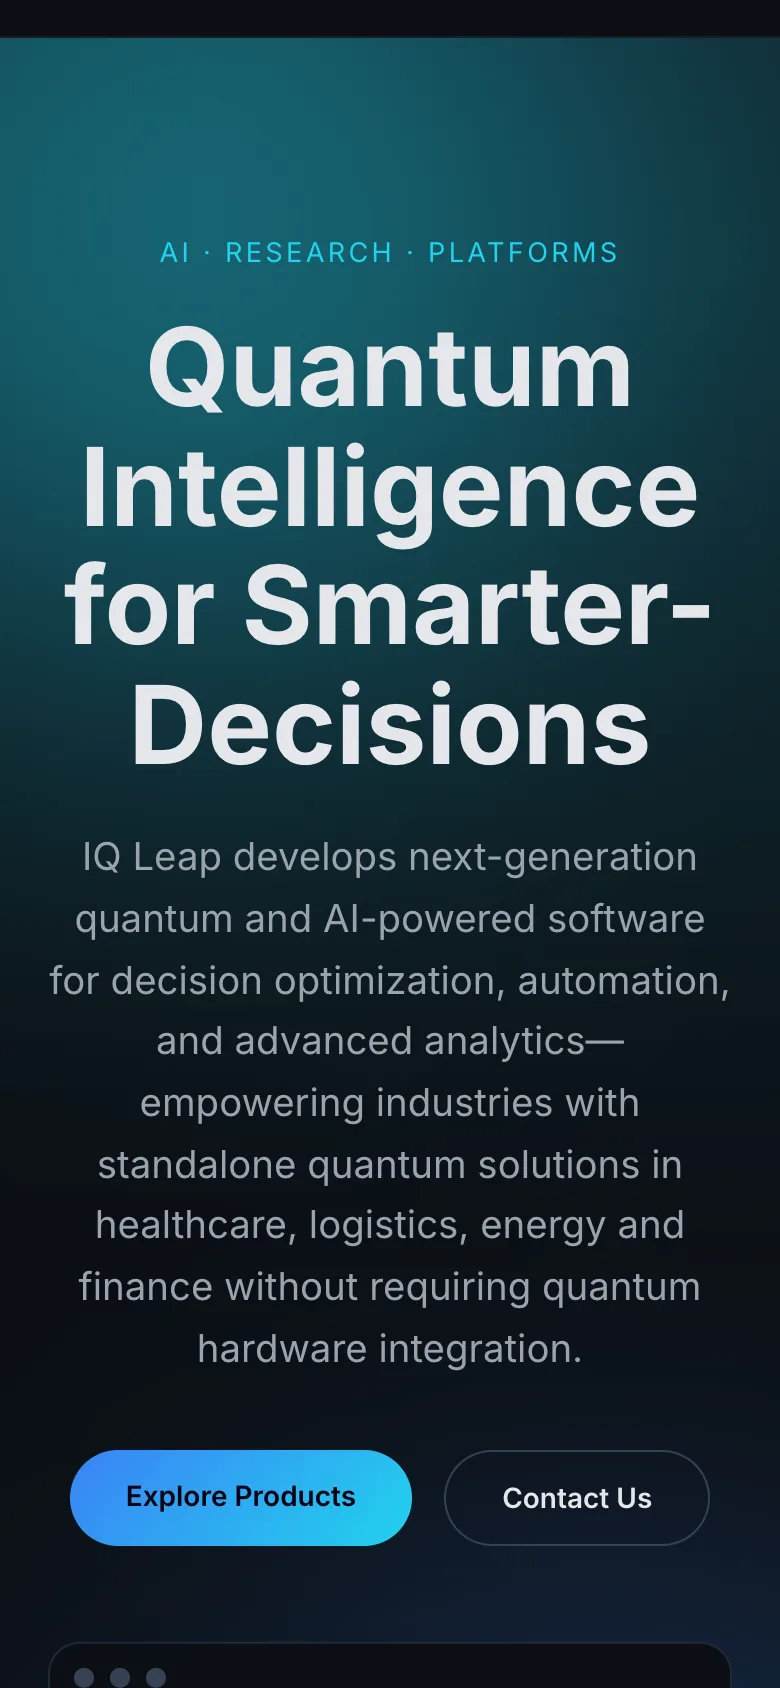 AI · RESEARCH · PLATFORMS
Quantum
Intelligence
for Smarter-
Decisions
IQ Leap develops next-generation
quantum and AI-powered software
for decision optimization, automation,
and advanced analytics—
empowering industries with
standalone quantum solutions in
healthcare, logistics, energy and
finance without requiring quantum
hardware integration.
Explore Products
Contact Us